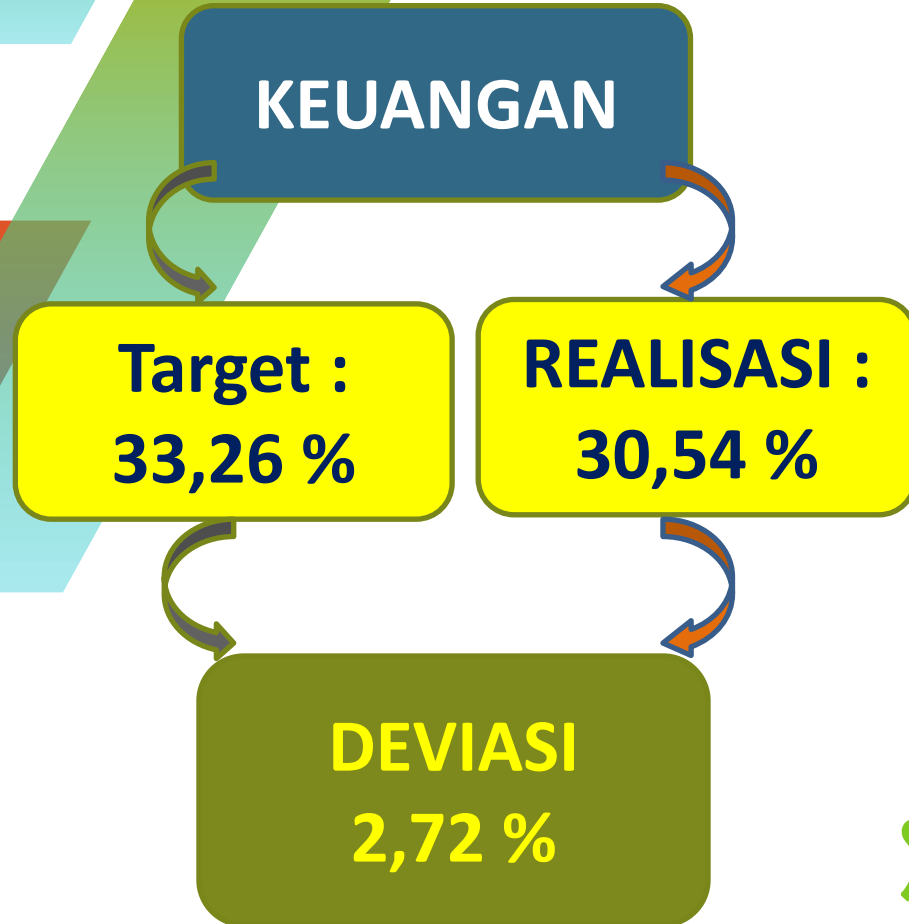 KEUANGAN
Target :
33,26 %
REALISASI :
30,54 %
DEVIASI
2,72 %